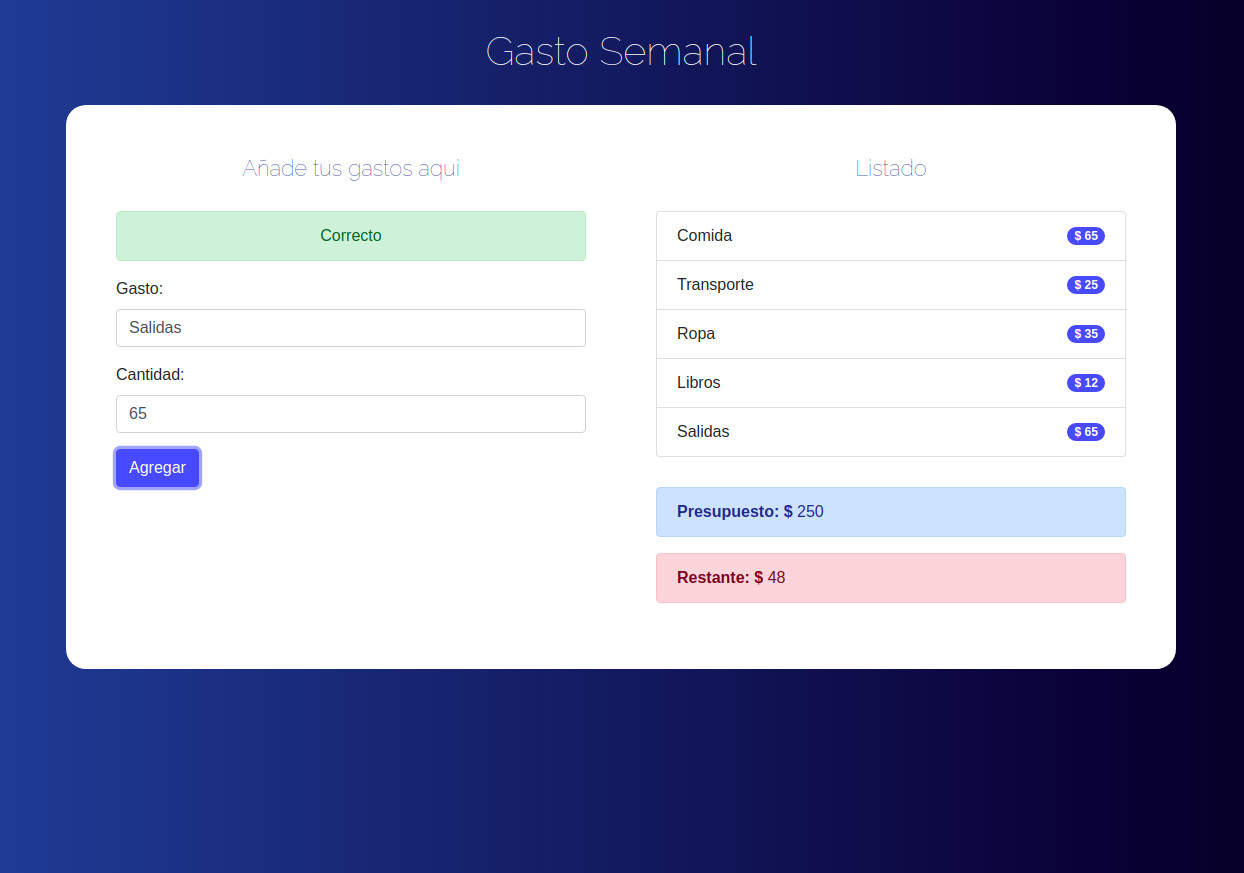 Gasto Semanal
Añade tus gastos aqui
Correcto
Gasto:
Salidas
Cantidad:
65
Agregar
Listado
Comida $ 65
Transporte $ 25
Ropa $ 35
Libros $ 12
Salidas $ 65
Presupuesto: $ 250
Restante: $ 48